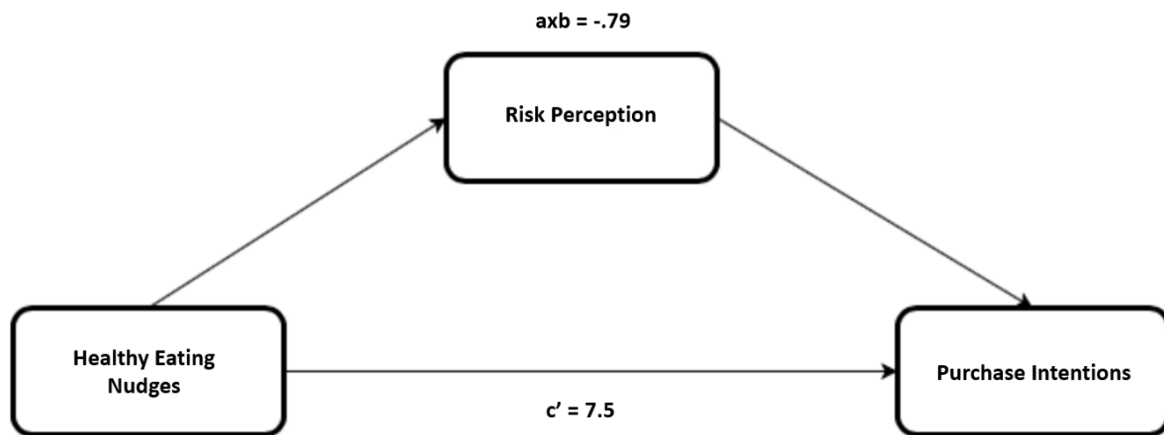 axb = -.79
Risk Perception
Healthy Eating
Nudges
Purchase Intentions
c’ = 7.5